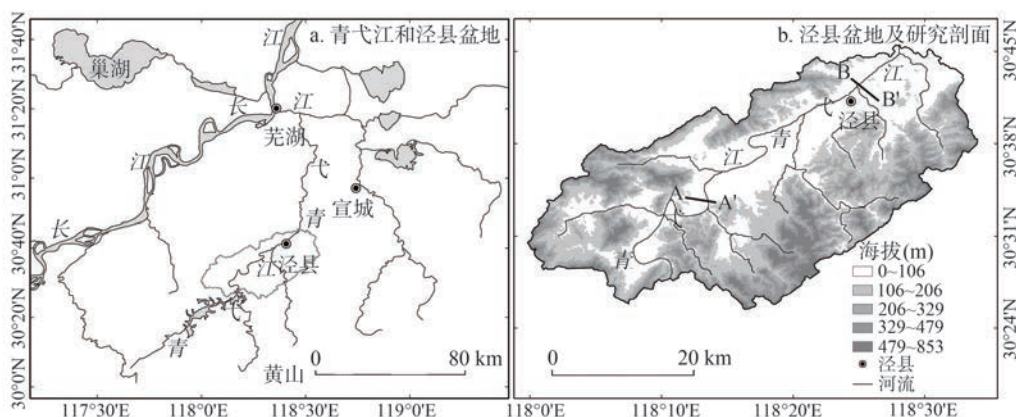 a. 青弋江和泾县盆地
31°40'N
31°20'N
31°0'N
30°40'N
30°20'N
30°0'N
巢湖
江
长
江
芜湖
江
弋
宣城
长
青
泾县
江
弋
青
黄山
0
80 km
117°30'E
118°0'E
118°30'E
119°0'E
b. 泾县盆地及研究剖面
30°45'N
30°38'N
30°31'N
30°24'N
B
江
B'
弋
泾县
青
江
A
A'
青
海拔(m)
0~106
106~206
206~329
329~479
479~853
泾县
河流
0
20 km
118°0'E
118°10'E
118°20'E
118°30'E